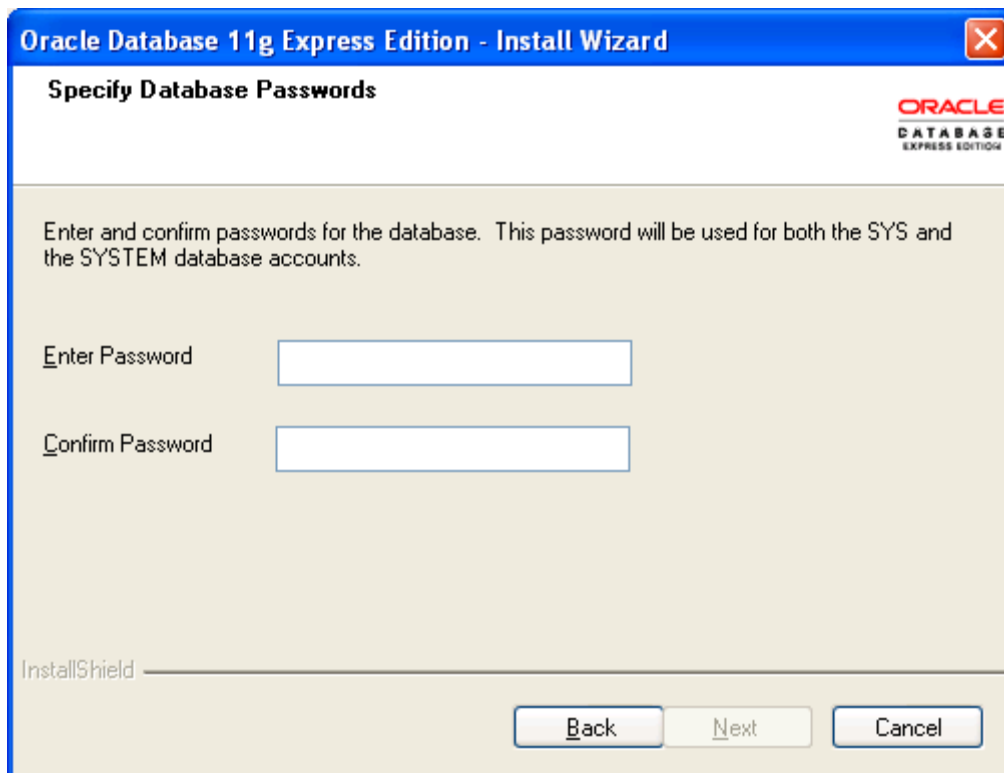 Oracle Database 11g Express Edition - Install Wizard
Specify Database Passwords
ORACLE
DATABASE
EXPRESS EDITION
Enter and confirm passwords for the database. This password will be used for both the SYS and
the SYSTEM database accounts.
Enter Password
Confirm Password
InstallShield
Back Next Cancel